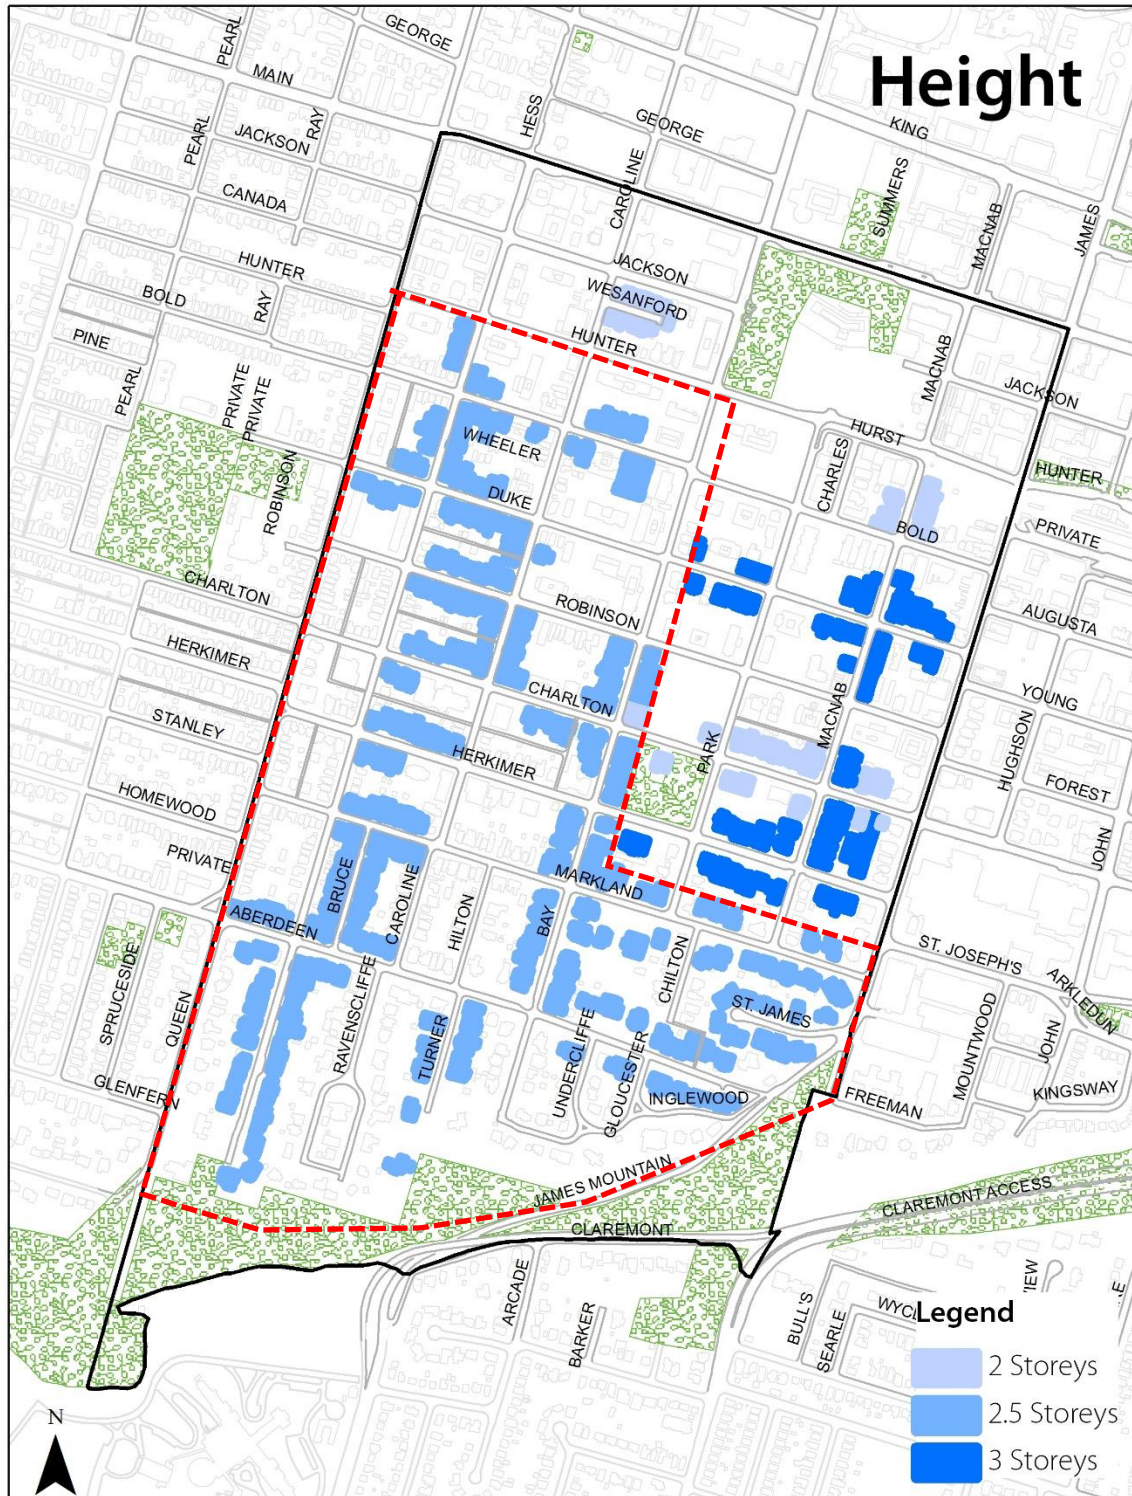 PEARL
GEORGE
Height
MAIN
RAY
HESS
GEORGE
KING
PEARL
JACKSON
CAROLINE
SUMMERS
MACNAB
JAMES
CANADA
HUNTER
JACKSON
WESANFORD
BOLD
RAY
HUNTER
PINE
MACNAB
JACKSON
PEARL
PRIVATE
PRIVATE
HURST
WHEELER
CHARLES
HUNTER
ROBINSON
DUKE
BOLD
PRIVATE
CHARLTON
ROBINSON
AUGUSTA
HERKIMER
YOUNG
CHARLTON
MACNAB
STANLEY
HERKIMER
PARK
HUGHSON
FOREST
HOMEWOOD
JOHN
PRIVATE
MARKLAND
BRUCE
CAROLINE
ABERDEEN
HILTON
BAY
CHILTON
ST. JOSEPH'S
SPRUCESIDE
QUEEN
RAVENSCLIFFE
ST. JAMES
ARKLEDUN
MOUNTWOOD
JOHN
TURNER
UNDERCLIFFE
GLOUCESTER
GLENFERN
INGLEWOOD
FREEMAN
KINGSWAY
JAMES MOUNTAIN
CLAREMONT ACCESS
CLAREMONT
ARCADE
BARKER
BULL'S
SEARLE
WYCL
VIEW
Legend
2 Storeys
2.5 Storeys
3 Storeys
N